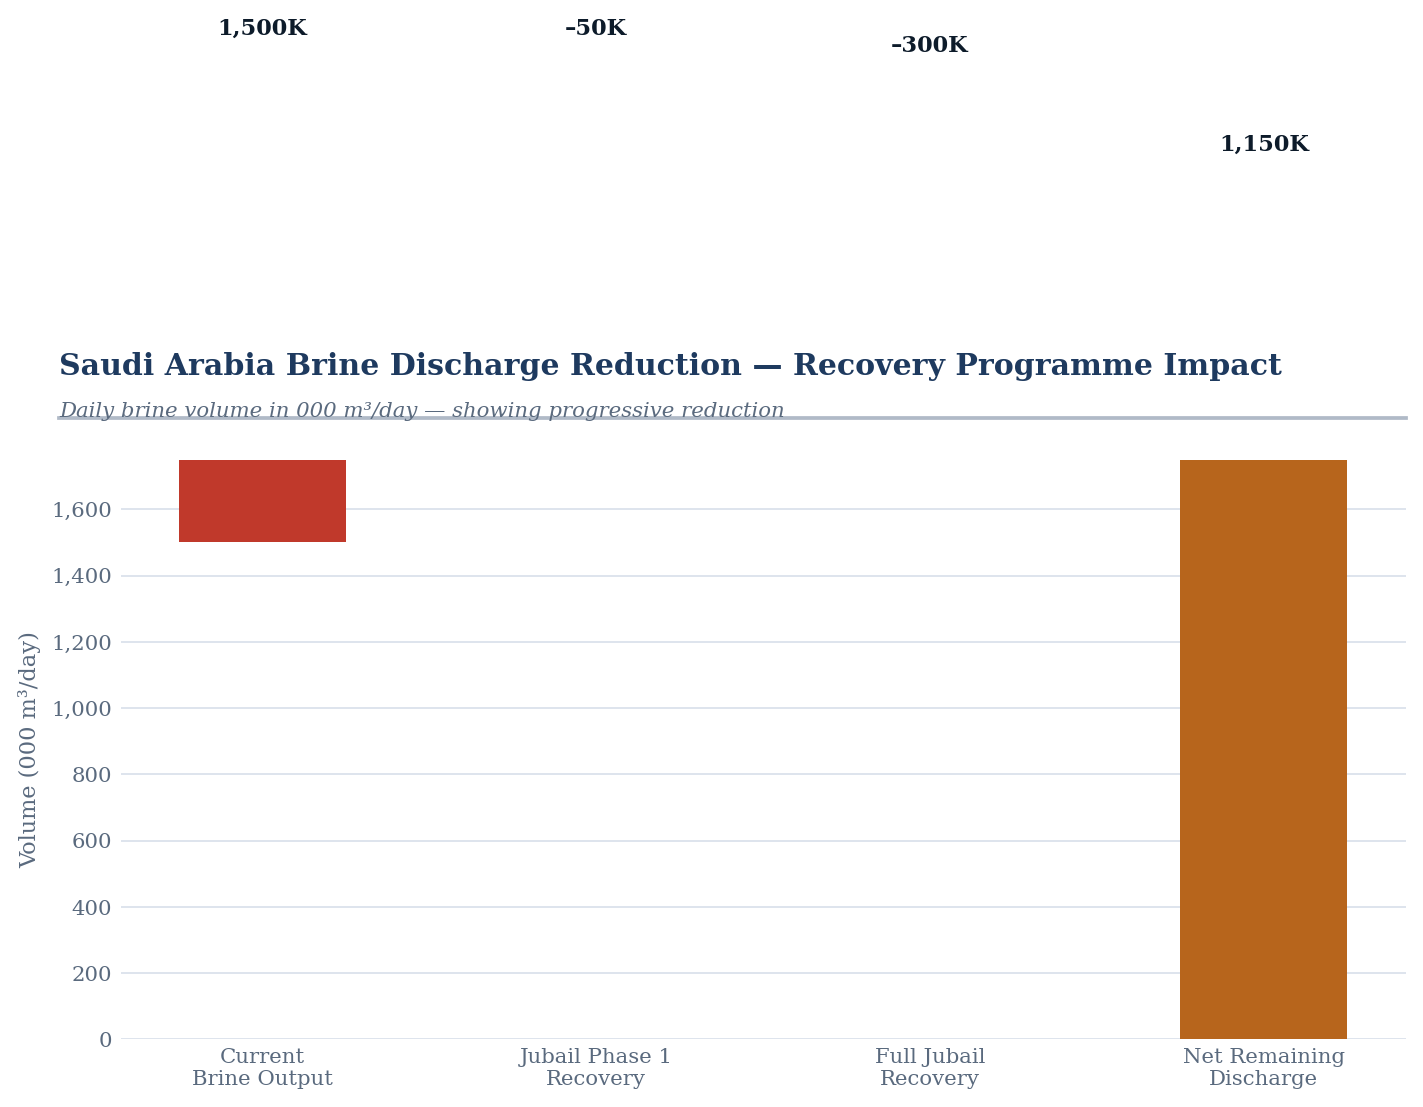 1,500K
–50K
–300K
1,150K
Saudi Arabia Brine Discharge Reduction — Recovery Programme Impact
Daily brine volume in 000 m³/day — showing progressive reduction
Volume (000 m³/day)
1,600
1,400
1,200
1,000
800
600
400
200
0
Current
Brine Output
Jubail Phase 1
Recovery
Full Jubail
Recovery
Net Remaining
Discharge